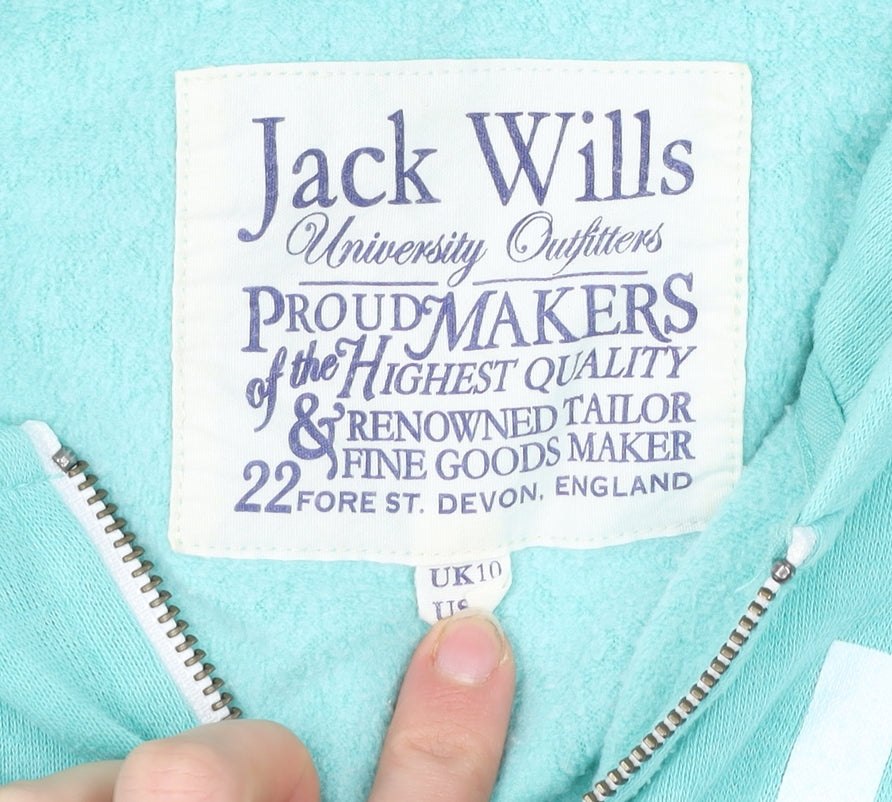 Jack Wills
University Outfitters
PROUD MAKERS
of the HIGHEST QUALITY
& RENOWNED TAILOR
FINE GOODS MAKER
22 FORE ST. DEVON, ENGLAND
UK10
US